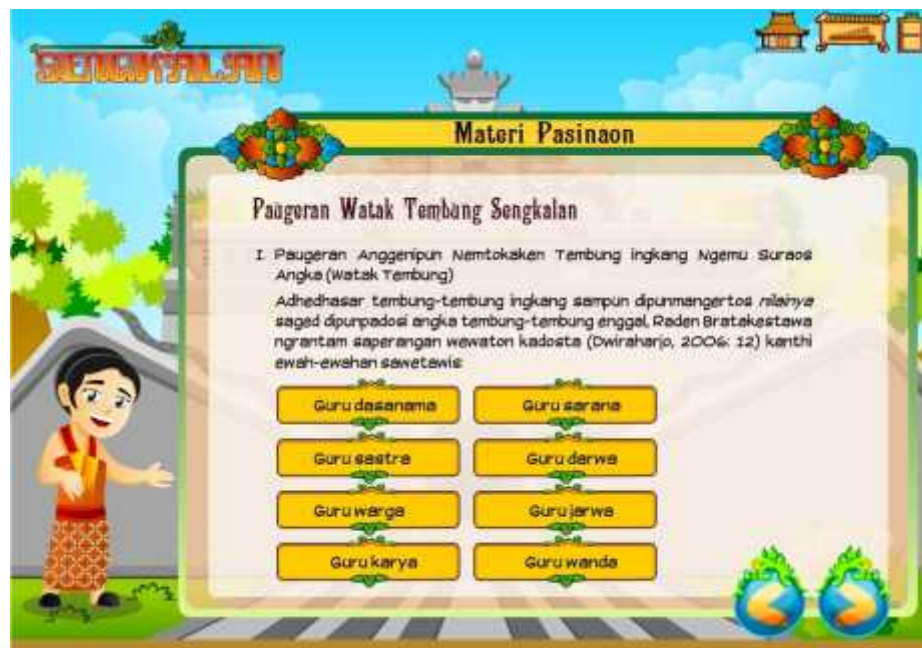 SENGKALAN
Materi Pasinaon
Paugeran Watak Tembung Sengkalan
1. Paugeran Anggenipun Nemtokaken Tembung ingkang Ngemu Suraos
Angka (Watak Tembung)
Adhedhasar tembung-tembung ingkang sampun dipunmangertos nilainya
saged dipunpadosi angka tembung-tembung enggal, Raden Bratakestawa
ngrantam saperangan wewaton kadosta (Dwiraharjo, 2006: 12) kanthi
ewah-ewahan sawetawis
Guru dasanama
Guru sarana
Guru sastra
Guru darwa
Guru warga
Guru jarwa
Guru karya
Guru wanda